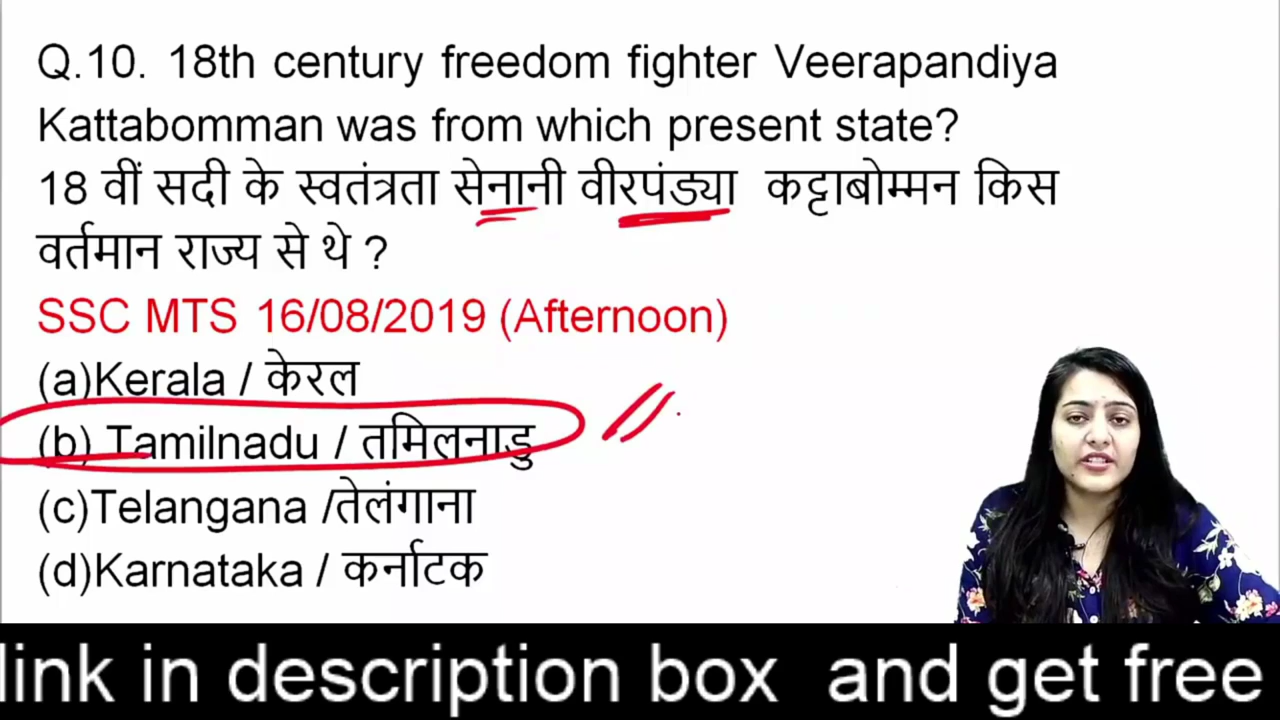 Q.10. 18th century freedom fighter Veerapandiya
Kattabomman was from which present state?
18 वीं सदी के स्वतंत्रता सेनानी वीरपंड्या कट्टाबोम्मन किस
वर्तमान राज्य से थे ?
SSC MTS 16/08/2019 (Afternoon)
(a)Kerala / केरल
(b) Tamilnadu / तमिलनाडु
(c)Telangana /तेलंगाना
(d)Karnataka / कर्नाटक
link in description box and get free